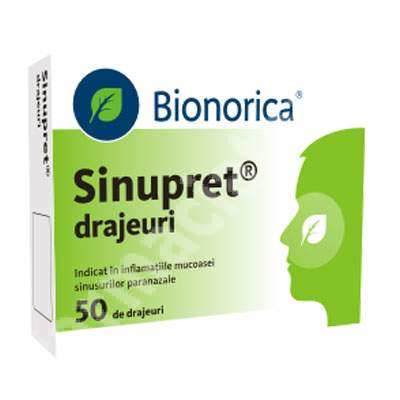 Sinupret®
drajeuri
Bionorica®
Sinupret®
drajeuri
Indicat în inflamațiile mucoasei
sinusurilor paranazale
50 de drajeuri